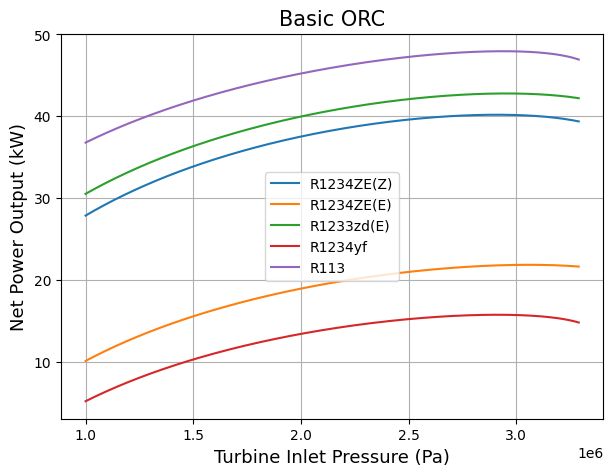 Basic ORC
Net Power Output (kW)
50
40
30
20
10
R1234ZE(Z)
R1234ZE(E)
R1233zd(E)
R1234yf
R113
1.0 1.5 2.0 2.5 3.0
1e6
Turbine Inlet Pressure (Pa)